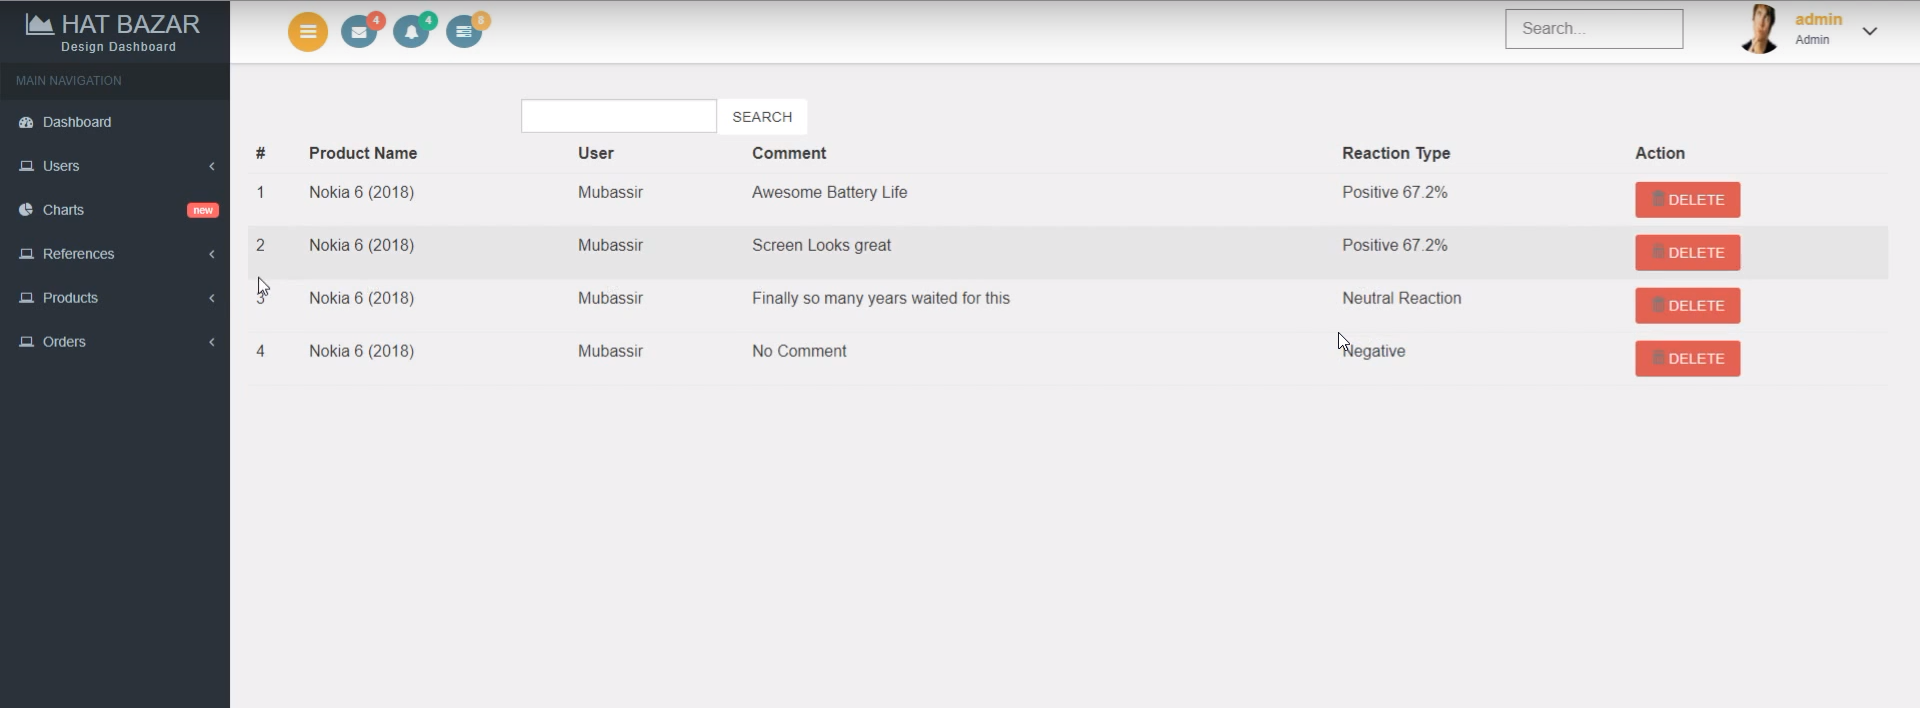 HAT BAZAR
Design Dashboard
4
4
8
Search...
admin
Admin
MAIN NAVIGATION
Dashboard
Users
Charts new
References
Products
Orders
SEARCH
# Product Name User Comment Reaction Type Action
1 Nokia 6 (2018) Mubassir Awesome Battery Life Positive 67.2% DELETE
2 Nokia 6 (2018) Mubassir Screen Looks great Positive 67.2% DELETE
3 Nokia 6 (2018) Mubassir Finally so many years waited for this Neutral Reaction DELETE
4 Nokia 6 (2018) Mubassir No Comment Negative DELETE